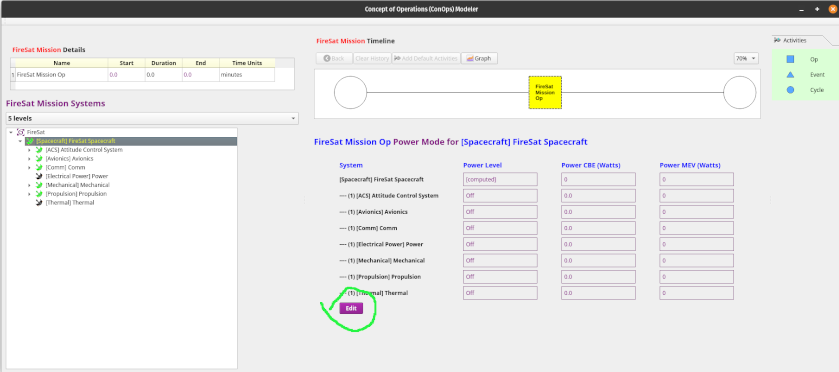 Concept of Operations (ConOps) Modeler
FireSat Mission Details
Name Start Duration End Time Units
1 FireSat Mission Op 0.0 0.0 0.0 minutes
FireSat Mission Systems
5 levels
FireSat
[Spacecraft] FireSat Spacecraft
[ACS] Attitude Control System
[Avionics] Avionics
[Comm] Comm
[Electrical Power] Power
[Mechanical] Mechanical
[Propulsion] Propulsion
[Thermal] Thermal
FireSat Mission Timeline
Back Clear History Add Default Activities Graph 70%
FireSat
Mission
Op
FireSat Mission Op Power Mode for [Spacecraft] FireSat Spacecraft
System Power Level Power CBE (Watts) Power MEV (Watts)
[Spacecraft] FireSat Spacecraft [computed] 0 0
---- (1) [ACS] Attitude Control System Off 0.0 0
---- (1) [Avionics] Avionics Off 0.0 0
---- (1) [Comm] Comm Off 0.0 0
---- (1) [Electrical Power] Power Off 0.0 0
---- (1) [Mechanical] Mechanical Off 0.0 0
---- (1) [Propulsion] Propulsion Off 0.0 0
---- (1) [Thermal] Thermal Off 0.0 0
Edit
Activities
Op
Event
Cycle